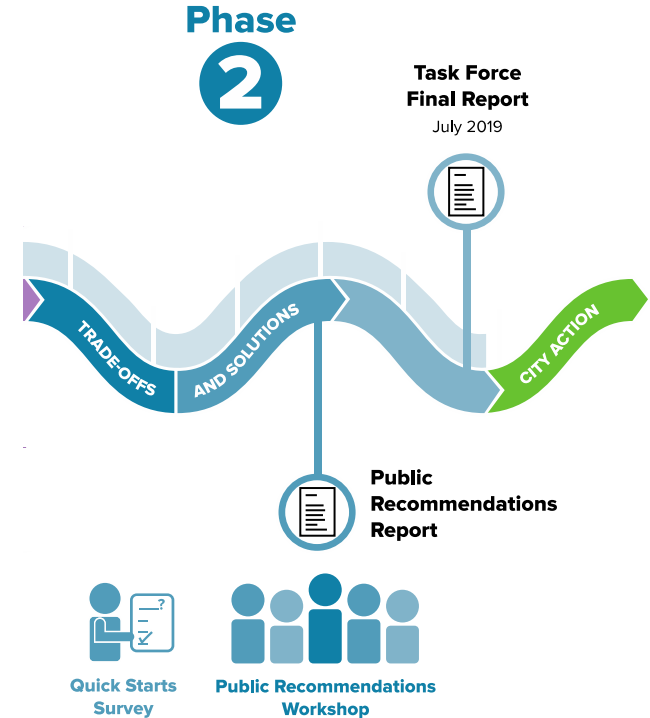 Phase
2
Task Force
Final Report
July 2019
TRADE-OFFS
AND SOLUTIONS
CITY ACTION
Public
Recommendations
Report
?
Quick Starts
Survey
Public Recommendations
Workshop